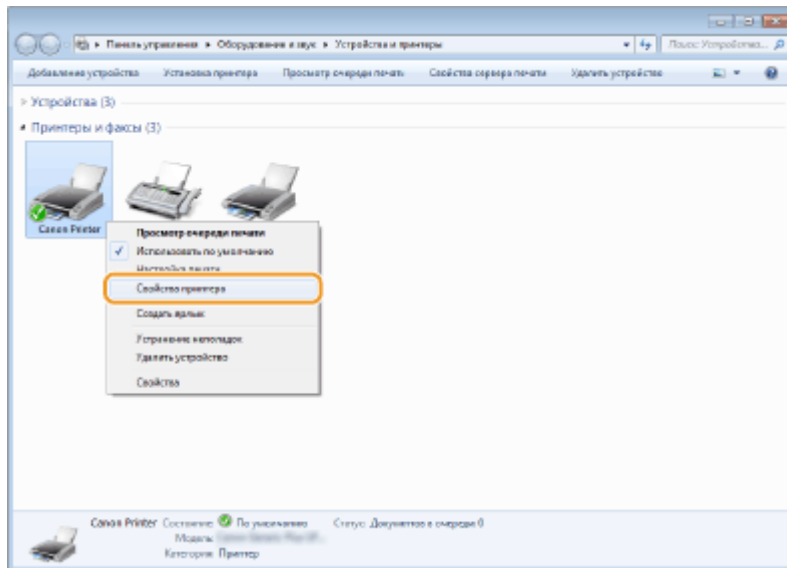 Панель управления ▸ Оборудование и звук ▸ Устройства и принтеры
Поиск: Устройства...
Добавление устройства Установка принтера Просмотр очереди печати Свойства сервера печати Удалить устройство
Устройства (3)
Принтеры и факсы (3)
Canon Printer
Просмотр очереди печати
Использовать по умолчанию
Настройка печати
Свойства принтера
Создать ярлык
Устранение неполадок
Удалить устройство
Свойства
Canon Printer Состояние: По умолчанию Статус: Документов в очереди: 0
Модель:
Категория: Принтер